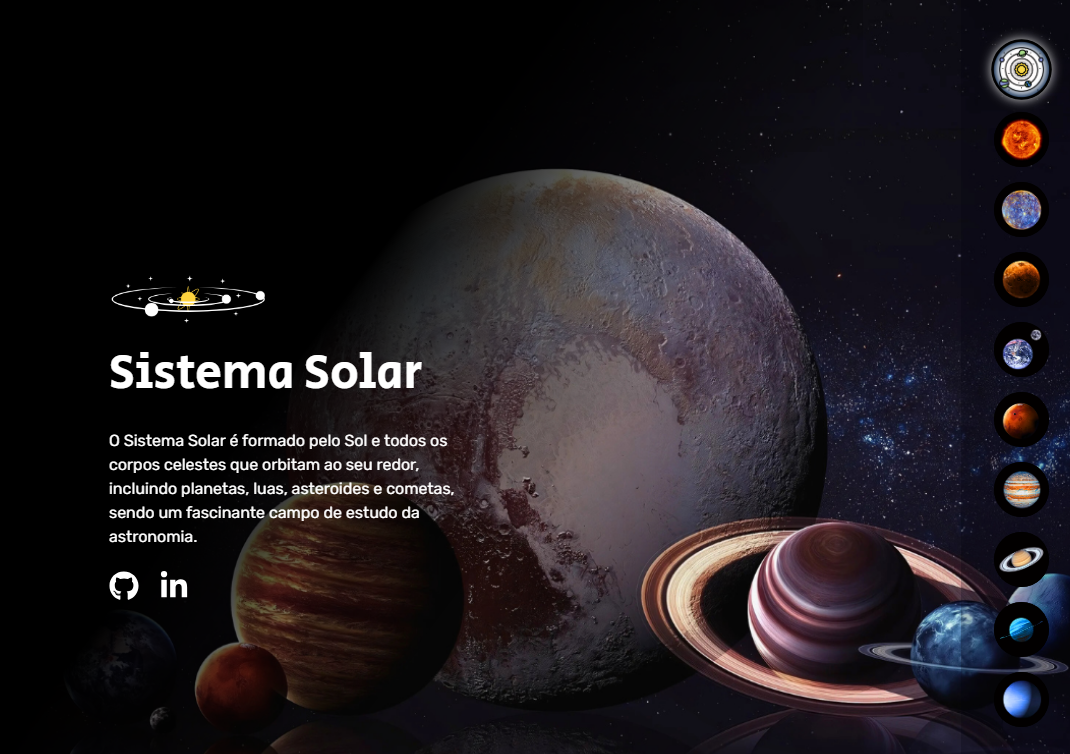 Sistema Solar
O Sistema Solar é formado pelo Sol e todos os
corpos celestes que orbitam ao seu redor,
incluindo planetas, luas, asteroides e cometas,
sendo um fascinante campo de estudo da
astronomia.
in